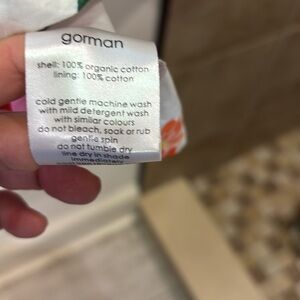 gorman
shell: 100% organic cotton
lining: 100% cotton
cold gentle machine wash
with mild detergent wash
with similar colours
do not bleach, soak or rub
gentle spin
do not tumble dry
line dry in shade
immediately